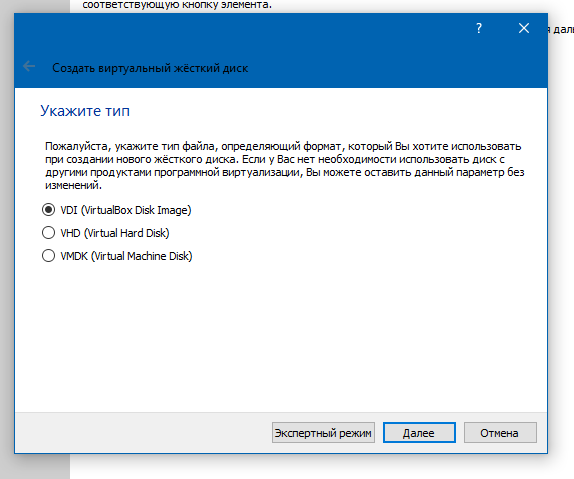 соответствующую кнопку элемента.
я дали
?
Создать виртуальный жёсткий диск
Укажите тип
Пожалуйста, укажите тип файла, определяющий формат, который Вы хотите использовать
при создании нового жёсткого диска. Если у Вас нет необходимости использовать диск с
другими продуктами программной виртуализации, Вы можете оставить данный параметр без
изменений.
VDI (VirtualBox Disk Image)
VHD (Virtual Hard Disk)
VMDK (Virtual Machine Disk)
Экспертный режим Далее Отмена